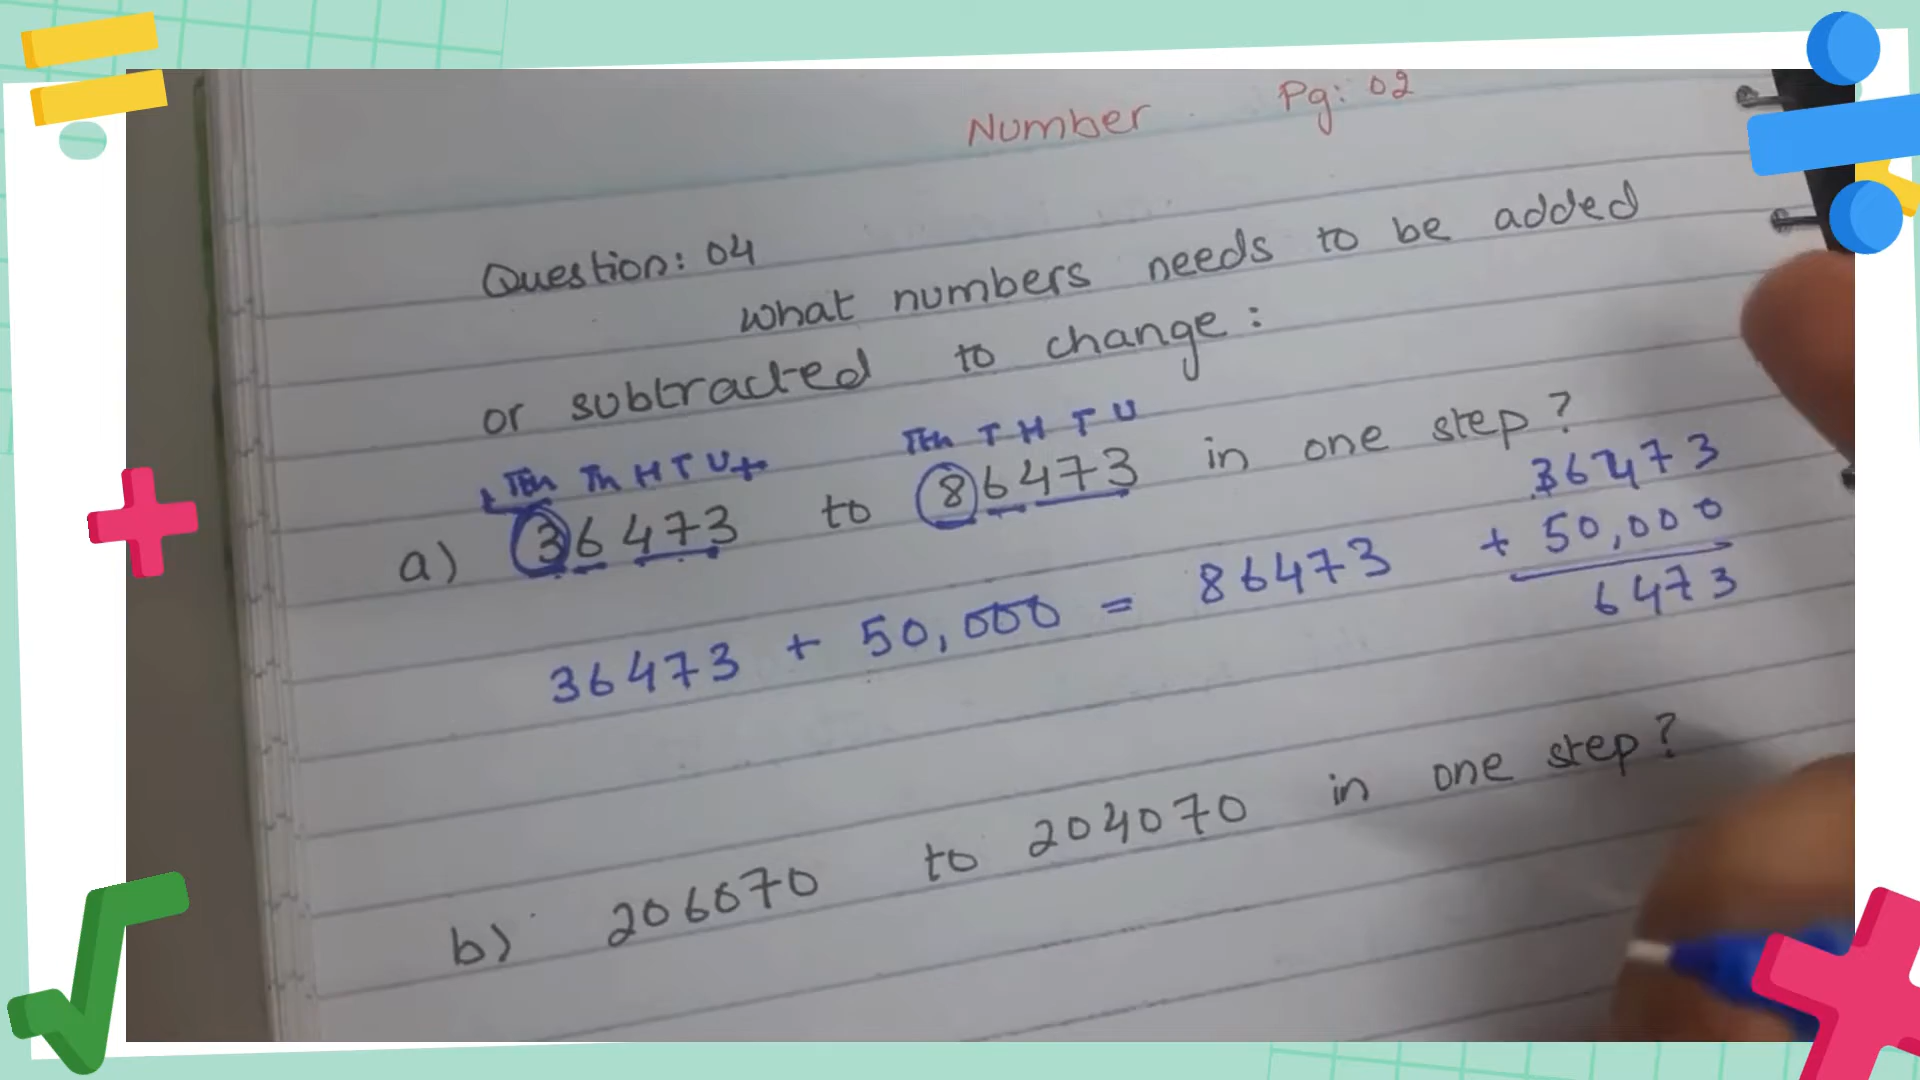 Number Pg: 02
Question: 04
What numbers needs to be added
or subtracted to change:
TTh Th H T U
TTh T H T U
a) 36473 to 86473 in one step?
36473
+ 50,000
6473
36473 + 50,000 = 86473
b) 206070 to 204070 in one step?